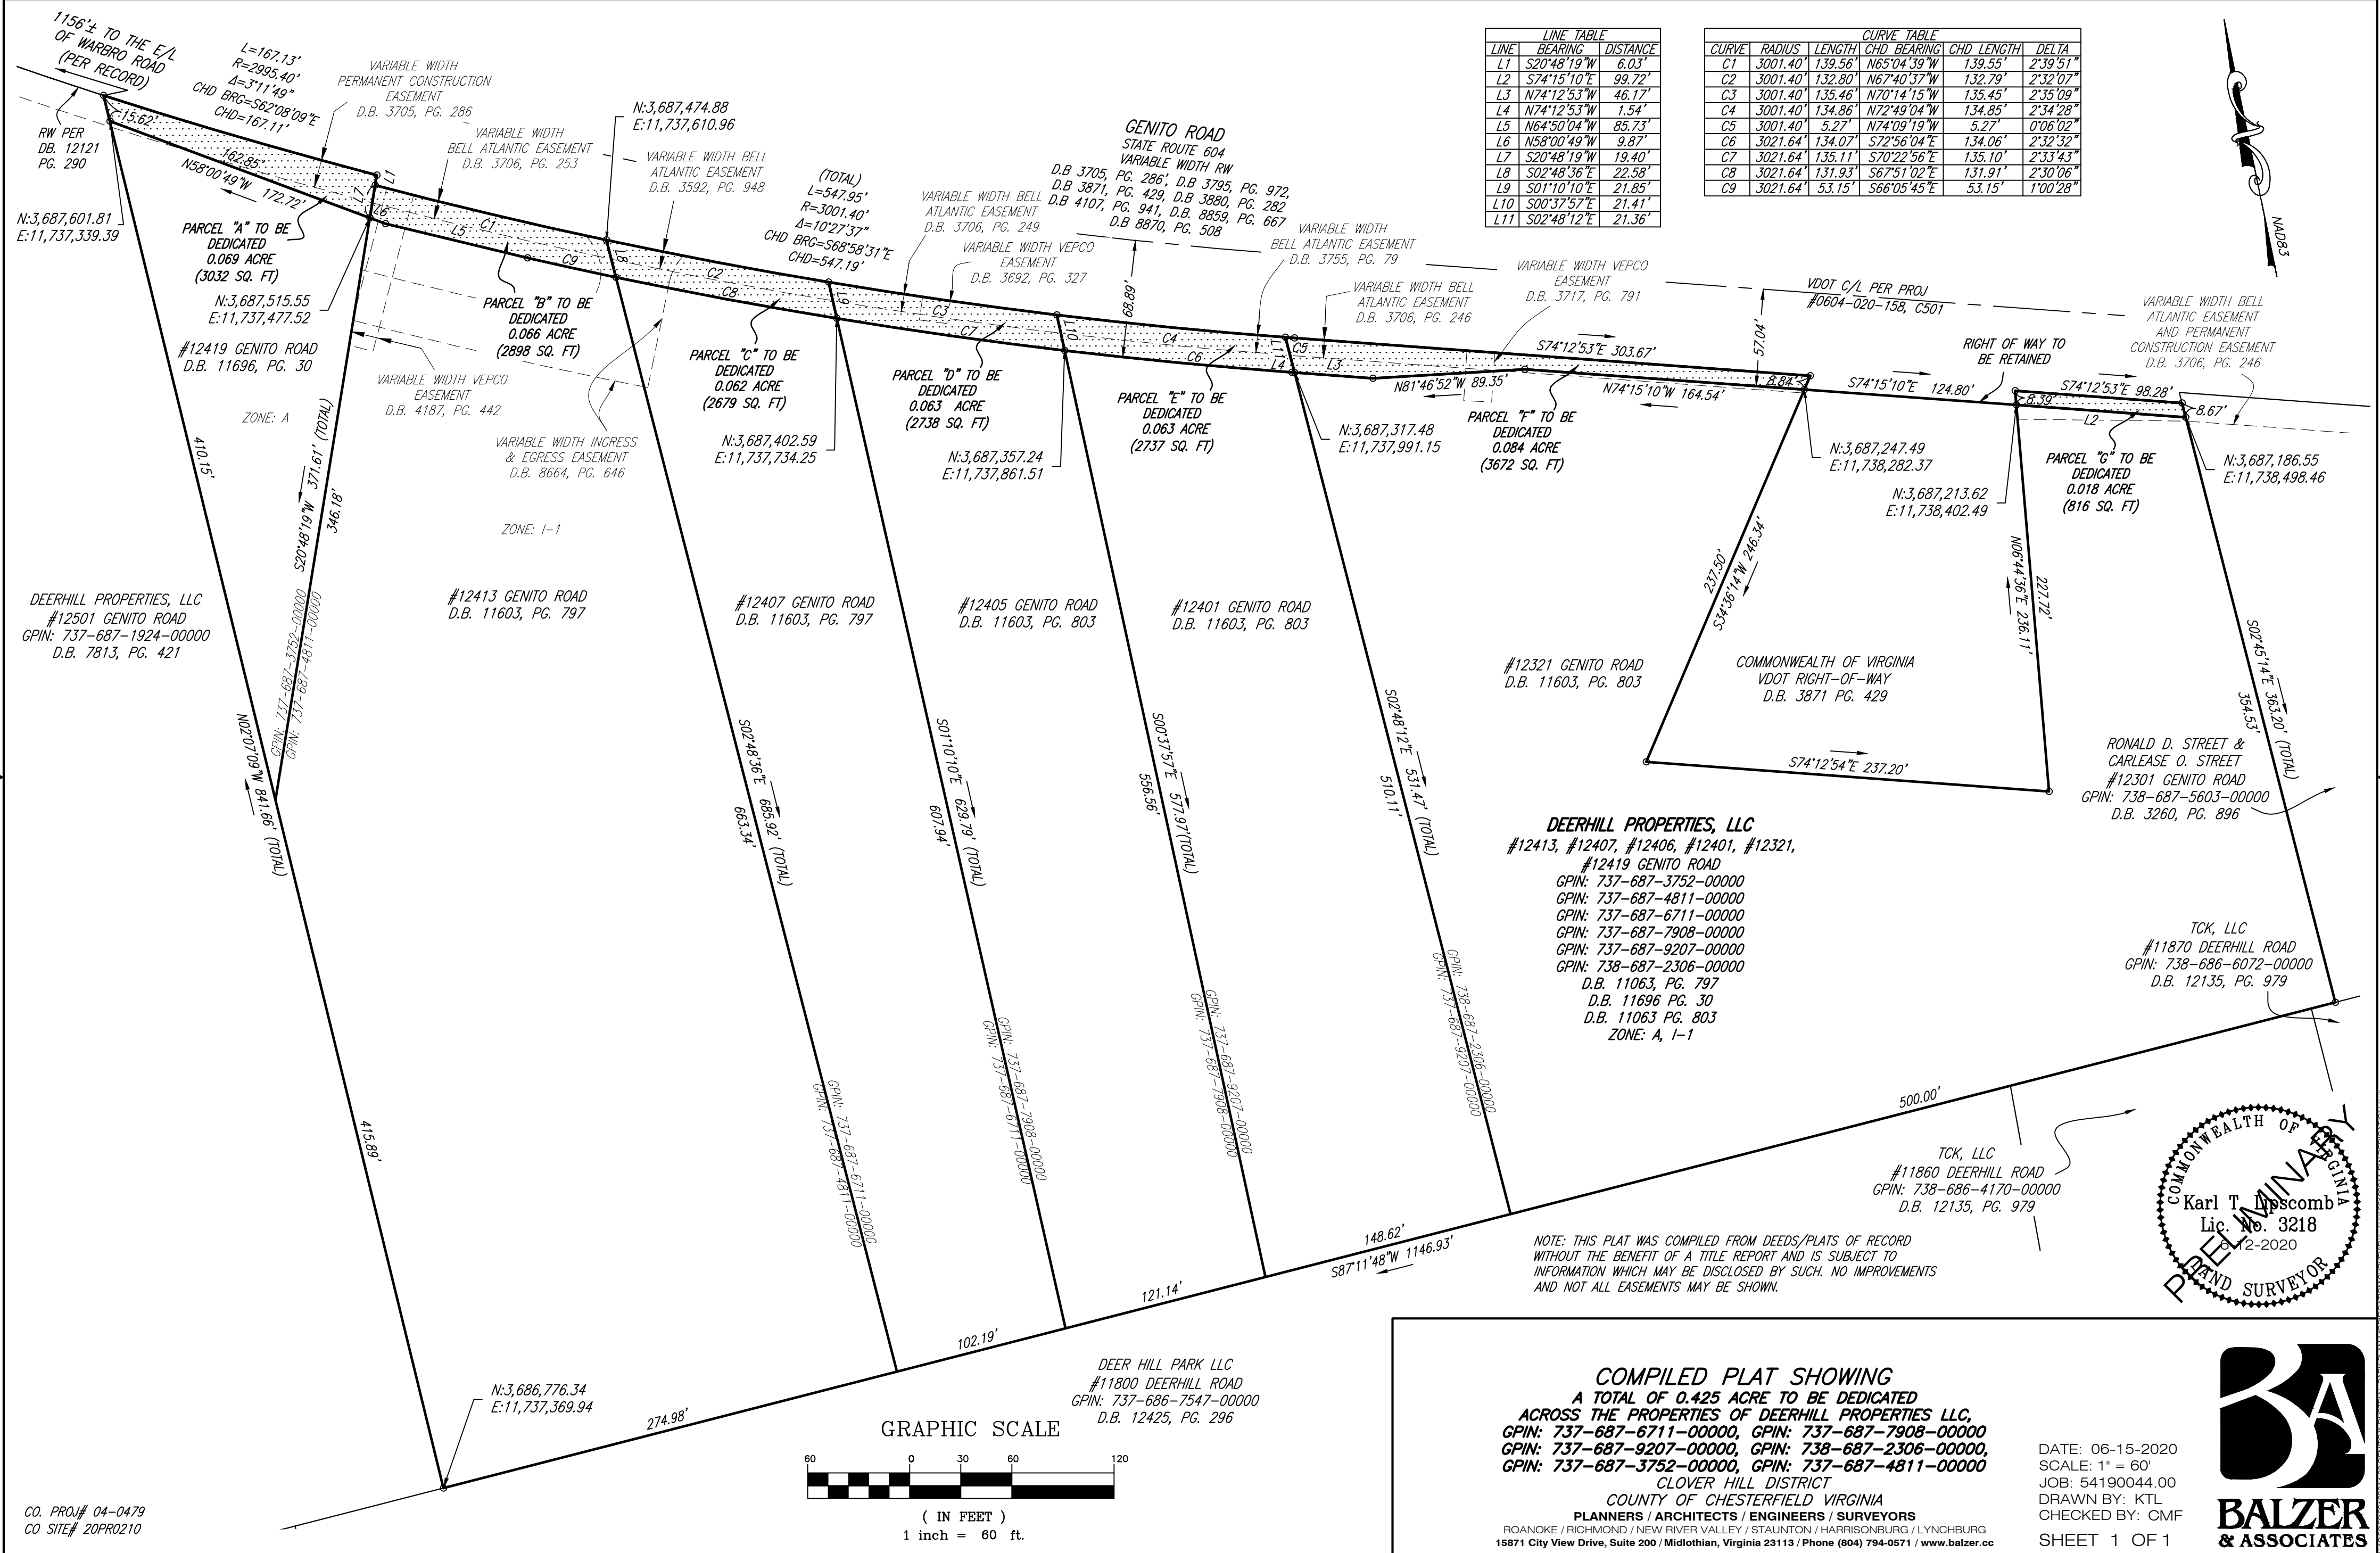 1156'± TO THE E/L
OF WARBRO ROAD
(PER RECORD)
L=167.13'
R=2995.40'
Δ=3°11'49"
CHD BRG=S62°08'09"E
CHD=167.11'
VARIABLE WIDTH
PERMANENT CONSTRUCTION
EASEMENT
D.B. 3705, PG. 286
VARIABLE WIDTH
BELL ATLANTIC EASEMENT
D.B. 3706, PG. 253
N:3,687,474.88
E:11,737,610.96
VARIABLE WIDTH BELL
ATLANTIC EASEMENT
D.B. 3592, PG. 948
(TOTAL)
L=547.95'
R=3001.40'
Δ=10°27'37"
CHD BRG=S68°58'31"E
CHD=547.19'
VARIABLE WIDTH BELL
ATLANTIC EASEMENT
D.B. 3706, PG. 249
VARIABLE WIDTH VEPCO
EASEMENT
D.B. 3692, PG. 327
GENITO ROAD
STATE ROUTE 604
VARIABLE WIDTH RW
D.B 3705, PG. 286', D.B 3795, PG. 972,
D.B 3871, PG. 429, D.B 3880, PG. 282
D.B 4107, PG. 941, D.B. 8859, PG. 667
D.B 8870, PG. 508
VARIABLE WIDTH
BELL ATLANTIC EASEMENT
D.B. 3755, PG. 79
VARIABLE WIDTH BELL
ATLANTIC EASEMENT
D.B. 3706, PG. 246
VARIABLE WIDTH VEPCO
EASEMENT
D.B. 3717, PG. 791
VDOT C/L PER PROJ
#0604-020-158, C501
VARIABLE WIDTH BELL
ATLANTIC EASEMENT
AND PERMANENT
CONSTRUCTION EASEMENT
D.B. 3706, PG. 246
RIGHT OF WAY TO
BE RETAINED
LINE TABLE
LINE BEARING DISTANCE
L1 S20°48'19"W 6.03'
L2 S74°15'10"E 99.72'
L3 N74°12'53"W 46.17'
L4 N74°12'53"W 1.54'
L5 N64°50'04"W 85.73'
L6 N58°00'49"W 9.87'
L7 S20°48'19"W 19.40'
L8 S02°48'36"E 22.58'
L9 S01°10'10"E 21.85'
L10 S00°37'57"E 21.41'
L11 S02°48'12"E 21.36'
CURVE TABLE
CURVE RADIUS LENGTH CHD BEARING CHD LENGTH DELTA
C1 3001.40' 139.56' N65°04'39"W 139.55' 2°39'51"
C2 3001.40' 132.80' N67°40'37"W 132.79' 2°32'07"
C3 3001.40' 135.46' N70°14'15"W 135.45' 2°35'09"
C4 3001.40' 134.86' N72°49'04"W 134.85' 2°34'28"
C5 3001.40' 5.27' N74°09'19"W 5.27' 0°06'02"
C6 3021.64' 134.07' S72°56'04"E 134.06' 2°32'32"
C7 3021.64' 135.11' S70°22'56"E 135.10' 2°33'43"
C8 3021.64' 131.93' S67°51'02"E 131.91' 2°30'06"
C9 3021.64' 53.15' S66°05'45"E 53.15' 1°00'28"
NAD83
RW PER
DB. 12121
PG. 290
15.62'
162.85'
N58°00'49"W 172.72'
L1
L7
L6
L5
C1
C9
L8
C2
C8
L9
C3
C7
L10
68.89'
C4
C6
L11
C5
L4
L3
N81°46'52"W 89.35'
S74°12'53"E 303.67'
N74°15'10"W 164.54'
57.04'
8.84'
S74°15'10"E 124.80'
8.39'
S74°12'53"E 98.28'
8.67'
L2
N:3,687,601.81
E:11,737,339.39
PARCEL "A" TO BE
DEDICATED
0.069 ACRE
(3032 SQ. FT)
N:3,687,515.55
E:11,737,477.52
#12419 GENITO ROAD
D.B. 11696, PG. 30
ZONE: A
PARCEL "B" TO BE
DEDICATED
0.066 ACRE
(2898 SQ. FT)
VARIABLE WIDTH VEPCO
EASEMENT
D.B. 4187, PG. 442
VARIABLE WIDTH INGRESS
& EGRESS EASEMENT
D.B. 8664, PG. 646
ZONE: I-1
PARCEL "C" TO BE
DEDICATED
0.062 ACRE
(2679 SQ. FT)
N:3,687,402.59
E:11,737,734.25
PARCEL "D" TO BE
DEDICATED
0.063 ACRE
(2738 SQ. FT)
N:3,687,357.24
E:11,737,861.51
PARCEL "E" TO BE
DEDICATED
0.063 ACRE
(2737 SQ. FT)
N:3,687,317.48
E:11,737,991.15
PARCEL "F" TO BE
DEDICATED
0.084 ACRE
(3672 SQ. FT)
N:3,687,247.49
E:11,738,282.37
N:3,687,213.62
E:11,738,402.49
PARCEL "G" TO BE
DEDICATED
0.018 ACRE
(816 SQ. FT)
N:3,687,186.55
E:11,738,498.46
410.15'
S20°48'19"W 371.61' (TOTAL)
346.18'
GPIN: 737-687-3752-00000
GPIN: 737-687-4811-00000
DEERHILL PROPERTIES, LLC
#12501 GENITO ROAD
GPIN: 737-687-1924-00000
D.B. 7813, PG. 421
#12413 GENITO ROAD
D.B. 11603, PG. 797
#12407 GENITO ROAD
D.B. 11603, PG. 797
#12405 GENITO ROAD
D.B. 11603, PG. 803
#12401 GENITO ROAD
D.B. 11603, PG. 803
#12321 GENITO ROAD
D.B. 11603, PG. 803
COMMONWEALTH OF VIRGINIA
VDOT RIGHT-OF-WAY
D.B. 3871 PG. 429
237.50'
S34°36'14"W 246.34'
S74°12'54"E 237.20'
N06°44'36"E 236.11'
227.72'
S02°45'14"E 363.20' (TOTAL)
354.53'
RONALD D. STREET &
CARLEASE O. STREET
#12301 GENITO ROAD
GPIN: 738-687-5603-00000
D.B. 3260, PG. 896
N02°07'09"W 841.66' (TOTAL)
S02°48'36"E 685.92' (TOTAL)
663.34'
S01°10'10"E 629.79' (TOTAL)
607.94'
S00°37'57"E 577.97'(TOTAL)
556.56'
S02°48'12"E 531.47' (TOTAL)
510.11'
DEERHILL PROPERTIES, LLC
#12413, #12407, #12406, #12401, #12321,
#12419 GENITO ROAD
GPIN: 737-687-3752-00000
GPIN: 737-687-4811-00000
GPIN: 737-687-6711-00000
GPIN: 737-687-7908-00000
GPIN: 737-687-9207-00000
GPIN: 738-687-2306-00000
D.B. 11063, PG. 797
D.B. 11696 PG. 30
D.B. 11063 PG. 803
ZONE: A, I-1
TCK, LLC
#11870 DEERHILL ROAD
GPIN: 738-686-6072-00000
D.B. 12135, PG. 979
415.89'
GPIN: 737-687-6711-00000
GPIN: 737-687-4811-00000
GPIN: 737-687-7908-00000
GPIN: 737-687-6711-00000
GPIN: 737-687-9207-00000
GPIN: 737-687-7908-00000
GPIN: 738-687-2306-00000
GPIN: 737-687-9207-00000
500.00'
148.62'
S87°11'48"W 1146.93'
121.14'
102.19'
274.98'
TCK, LLC
#11860 DEERHILL ROAD
GPIN: 738-686-4170-00000
D.B. 12135, PG. 979
COMMONWEALTH OF VIRGINIA
Karl T. Lipscomb
Lic. No. 3218
6-12-2020
LAND SURVEYOR
PRELIMINARY
NOTE: THIS PLAT WAS COMPILED FROM DEEDS/PLATS OF RECORD
WITHOUT THE BENEFIT OF A TITLE REPORT AND IS SUBJECT TO
INFORMATION WHICH MAY BE DISCLOSED BY SUCH. NO IMPROVEMENTS
AND NOT ALL EASEMENTS MAY BE SHOWN.
N:3,686,776.34
E:11,737,369.94
DEER HILL PARK LLC
#11800 DEERHILL ROAD
GPIN: 737-686-7547-00000
D.B. 12425, PG. 296
GRAPHIC SCALE
60 0 30 60 120
( IN FEET )
1 inch = 60 ft.
CO. PROJ# 04-0479
CO SITE# 20PR0210
COMPILED PLAT SHOWING
A TOTAL OF 0.425 ACRE TO BE DEDICATED
ACROSS THE PROPERTIES OF DEERHILL PROPERTIES LLC,
GPIN: 737-687-6711-00000, GPIN: 737-687-7908-00000
GPIN: 737-687-9207-00000, GPIN: 738-687-2306-00000,
GPIN: 737-687-3752-00000, GPIN: 737-687-4811-00000
CLOVER HILL DISTRICT
COUNTY OF CHESTERFIELD VIRGINIA
PLANNERS / ARCHITECTS / ENGINEERS / SURVEYORS
ROANOKE / RICHMOND / NEW RIVER VALLEY / STAUNTON / HARRISONBURG / LYNCHBURG
15871 City View Drive, Suite 200 / Midlothian, Virginia 23113 / Phone (804) 794-0571 / www.balzer.cc
DATE: 06-15-2020
SCALE: 1" = 60'
JOB: 54190044.00
DRAWN BY: KTL
CHECKED BY: CMF
SHEET 1 OF 1
BA
BALZER
& ASSOCIATES